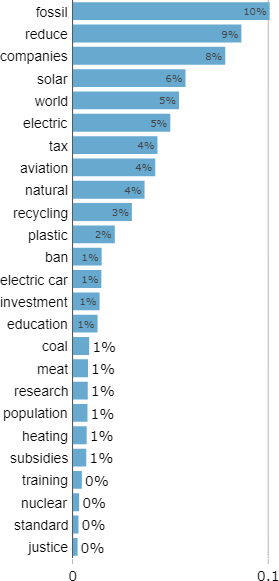 fossil 10%
reduce 9%
companies 8%
solar 6%
world 5%
electric 5%
tax 4%
aviation 4%
natural 4%
recycling 3%
plastic 2%
ban 1%
electric car 1%
investment 1%
education 1%
coal 1%
meat 1%
research 1%
population 1%
heating 1%
subsidies 1%
training 0%
nuclear 0%
standard 0%
justice 0%
0 0.1